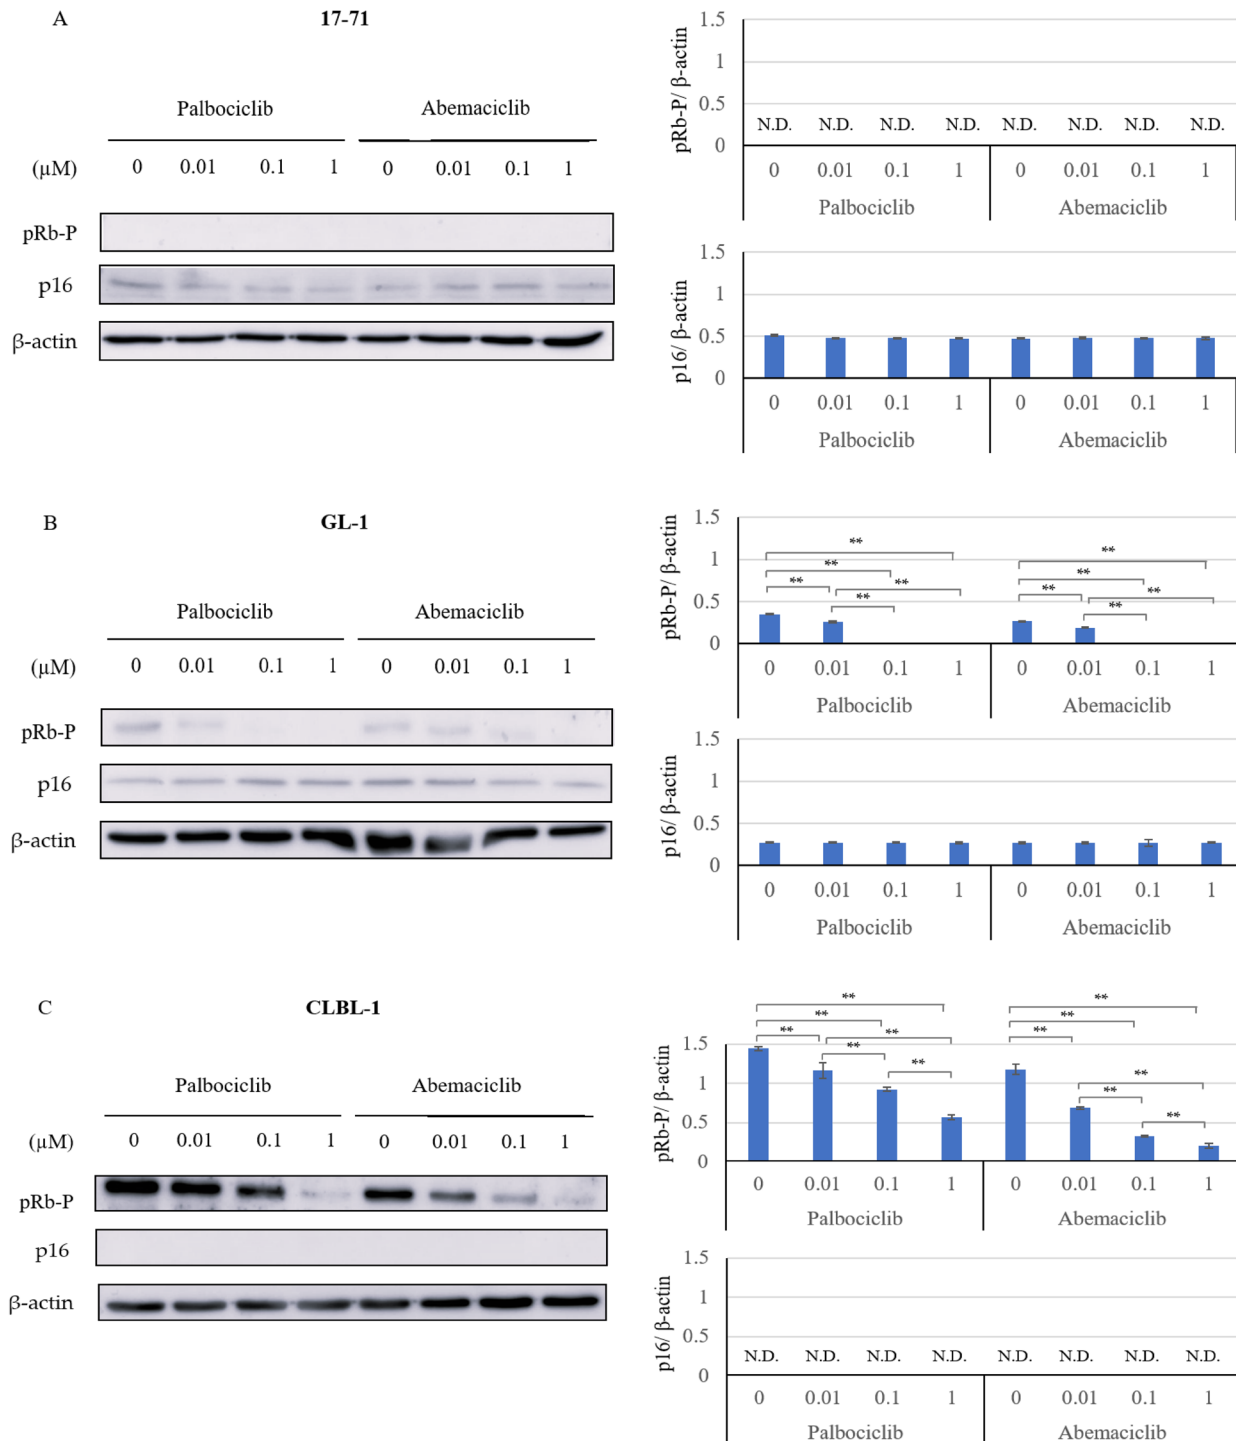 A
17-71
Palbociclib Abemaciclib
(µM) 0 0.01 0.1 1 0 0.01 0.1 1
pRb-P
p16
β-actin
pRb-P/ β-actin
1.5
1
0.5
0
N.D. N.D. N.D. N.D. N.D. N.D. N.D. N.D.
0 0.01 0.1 1 0 0.01 0.1 1
Palbociclib Abemaciclib
p16/ β-actin
1.5
1
0.5
0
0 0.01 0.1 1 0 0.01 0.1 1
Palbociclib Abemaciclib
B
GL-1
Palbociclib Abemaciclib
(µM) 0 0.01 0.1 1 0 0.01 0.1 1
pRb-P
p16
β-actin
pRb-P/ β-actin
1.5
1
0.5
0
** **
** **
** ** ** **
** **
0 0.01 0.1 1 0 0.01 0.1 1
Palbociclib Abemaciclib
p16/ β-actin
1.5
1
0.5
0
0 0.01 0.1 1 0 0.01 0.1 1
Palbociclib Abemaciclib
C
CLBL-1
Palbociclib Abemaciclib
(µM) 0 0.01 0.1 1 0 0.01 0.1 1
pRb-P
p16
β-actin
pRb-P/ β-actin
1.5
1
0.5
0
** **
** **
** ** **
** **
** **
**
0 0.01 0.1 1 0 0.01 0.1 1
Palbociclib Abemaciclib
p16/ β-actin
1.5
1
0.5
0
N.D. N.D. N.D. N.D. N.D. N.D. N.D. N.D.
0 0.01 0.1 1 0 0.01 0.1 1
Palbociclib Abemaciclib